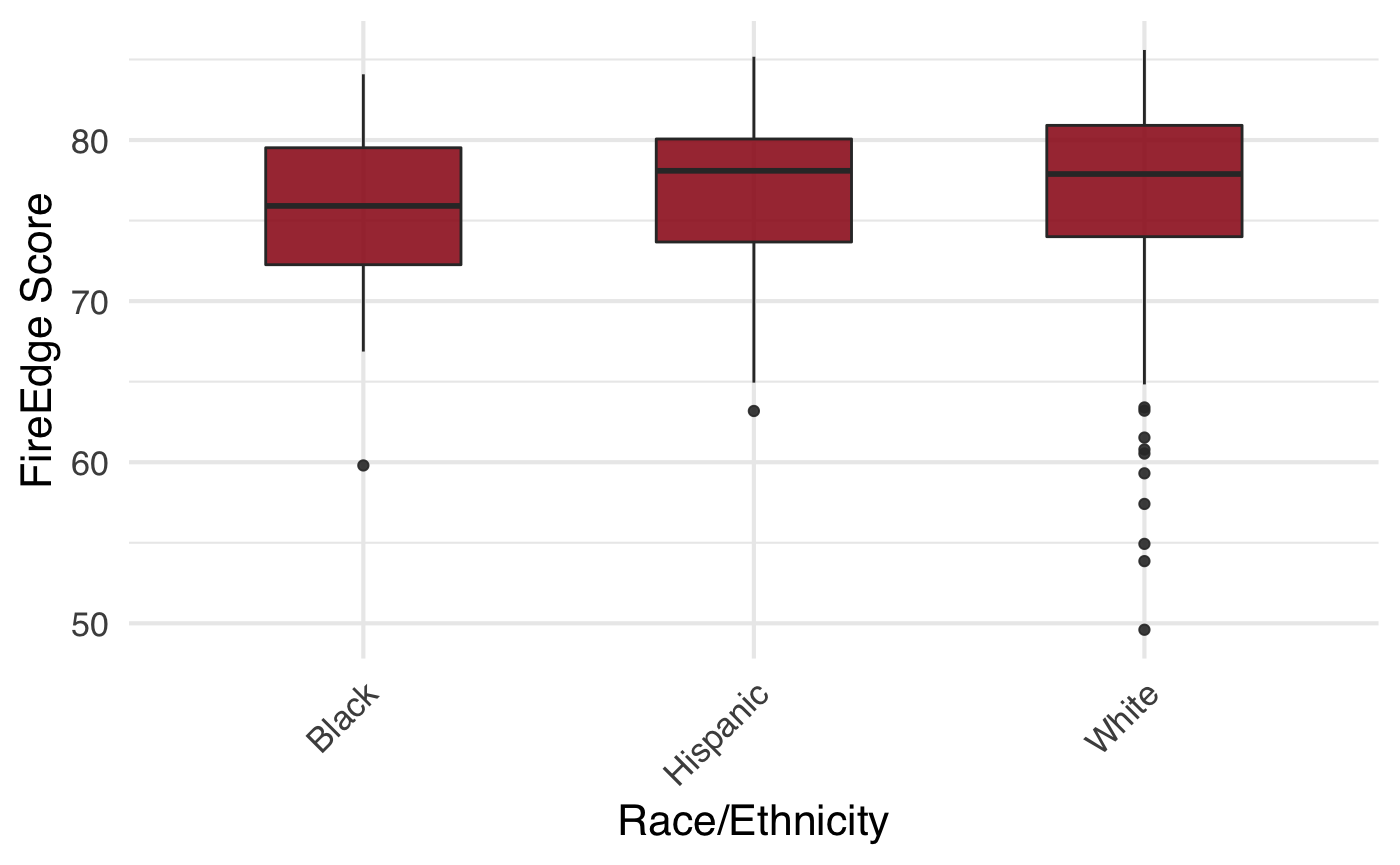 FireEdge Score
80
70
60
50
Black
Hispanic
White
Race/Ethnicity